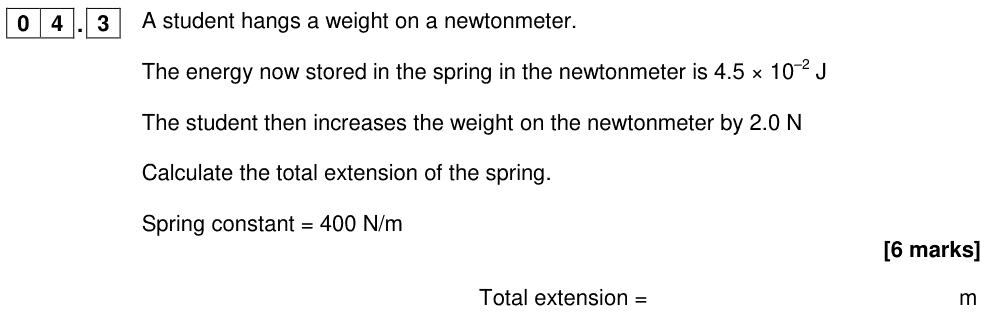 04.3 A student hangs a weight on a newtonmeter.
The energy now stored in the spring in the newtonmeter is 4.5 × 10⁻² J
The student then increases the weight on the newtonmeter by 2.0 N
Calculate the total extension of the spring.
Spring constant = 400 N/m
[6 marks]
Total extension = m